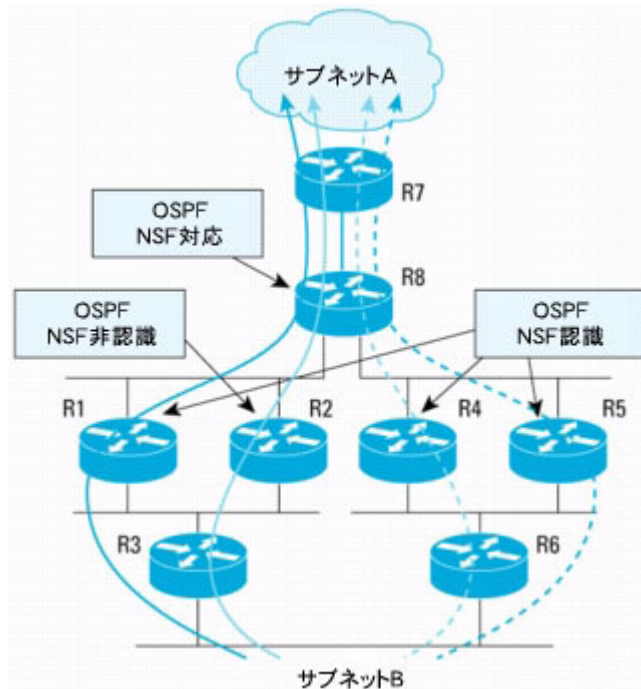 サブネットA
R7
OSPF
NSF対応
R8
OSPF
NSF非認識
OSPF
NSF認識
R1
R2
R4
R5
R3
R6
サブネットB